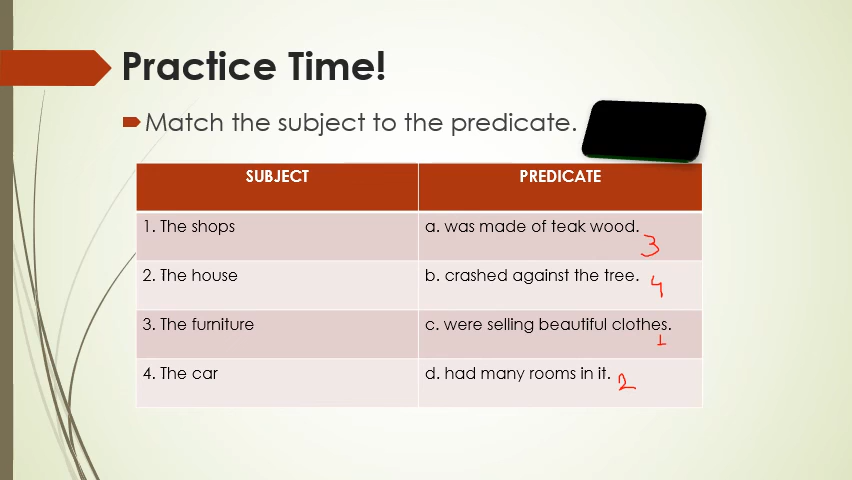 Practice Time!
Match the subject to the predicate.
SUBJECT PREDICATE
1. The shops a. was made of teak wood.
3
2. The house b. crashed against the tree.
4
3. The furniture c. were selling beautiful clothes.
1
4. The car d. had many rooms in it. 2